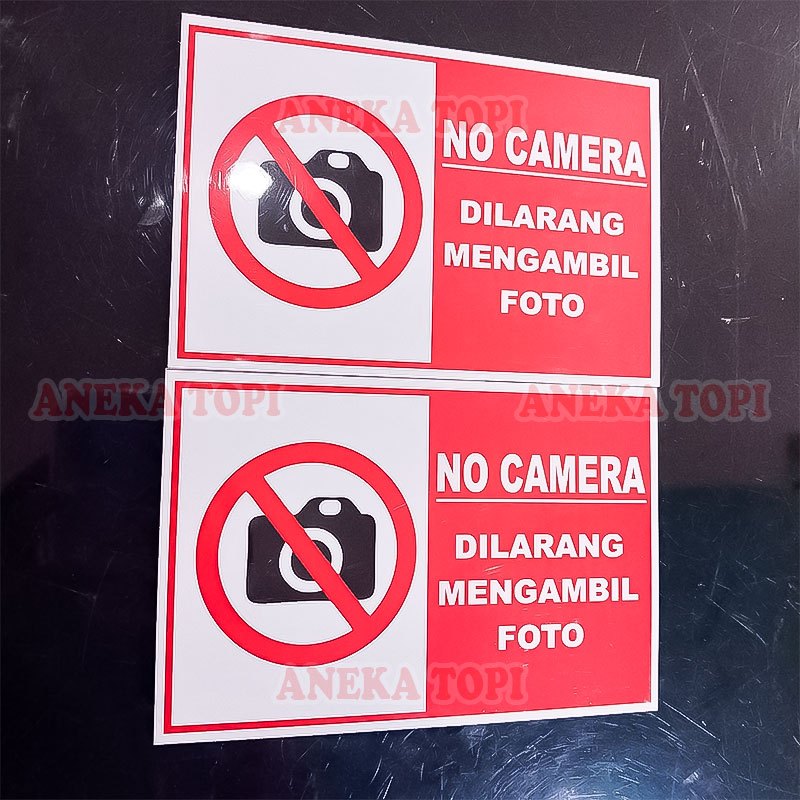 ANEKA TOPI
NO CAMERA
DILARANG
MENGAMBIL
FOTO
ANEKA TOPI
ANEKA TOPI
NO CAMERA
DILARANG
MENGAMBIL
FOTO
ANEKA TOPI